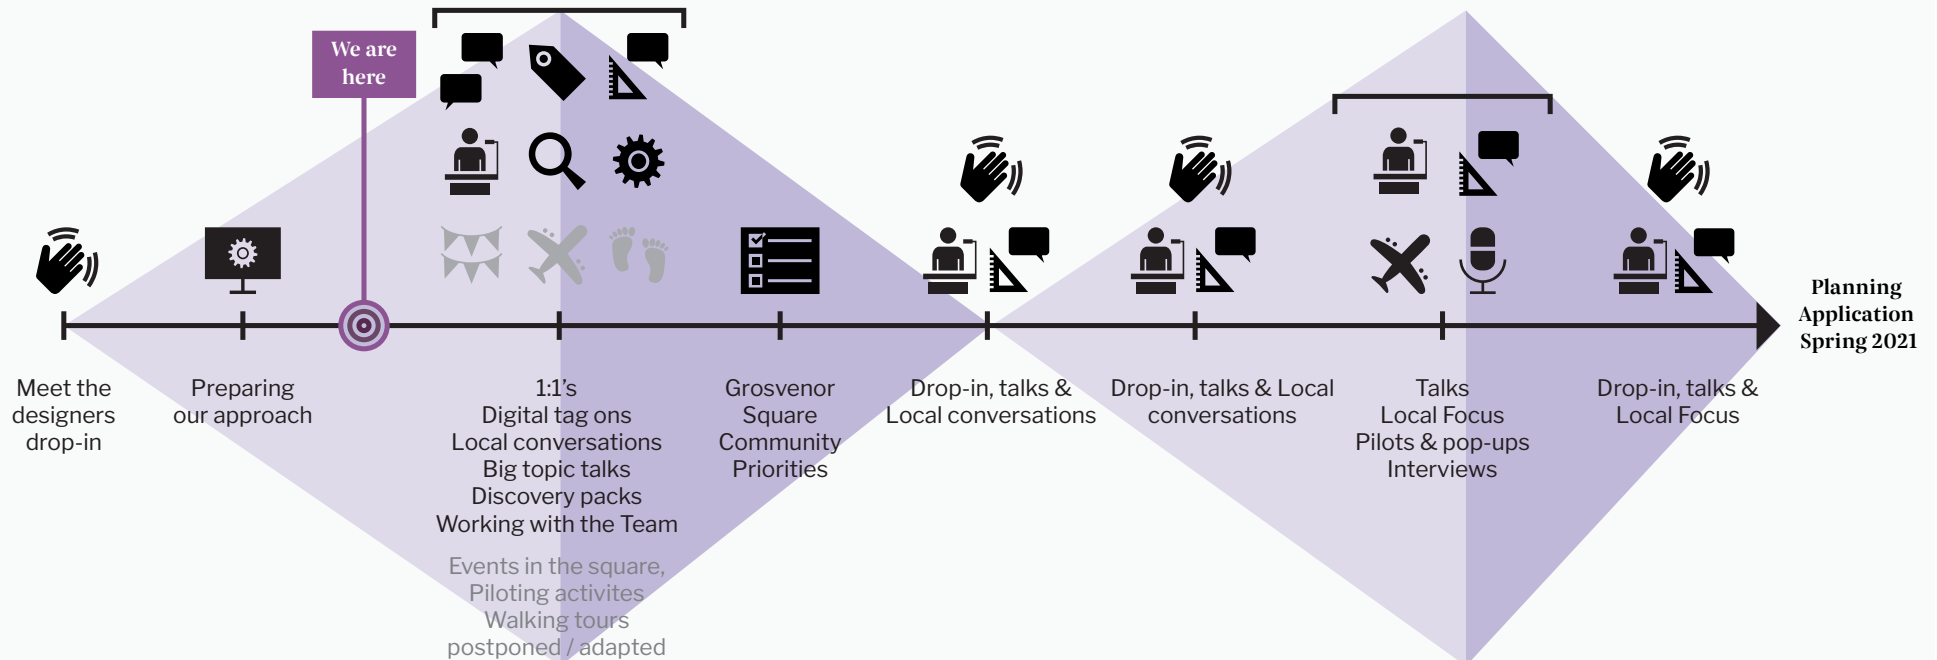 We are
here
Meet the
designers
drop-in
Preparing
our approach
1:1's
Digital tag ons
Local conversations
Big topic talks
Discovery packs
Working with the Team
Events in the square,
Piloting activites
Walking tours
postponed / adapted
Grosvenor
Square
Community
Priorities
Drop-in, talks &
Local conversations
Drop-in, talks & Local
conversations
Talks
Local Focus
Pilots & pop-ups
Interviews
Drop-in, talks &
Local Focus
Planning
Application
Spring 2021